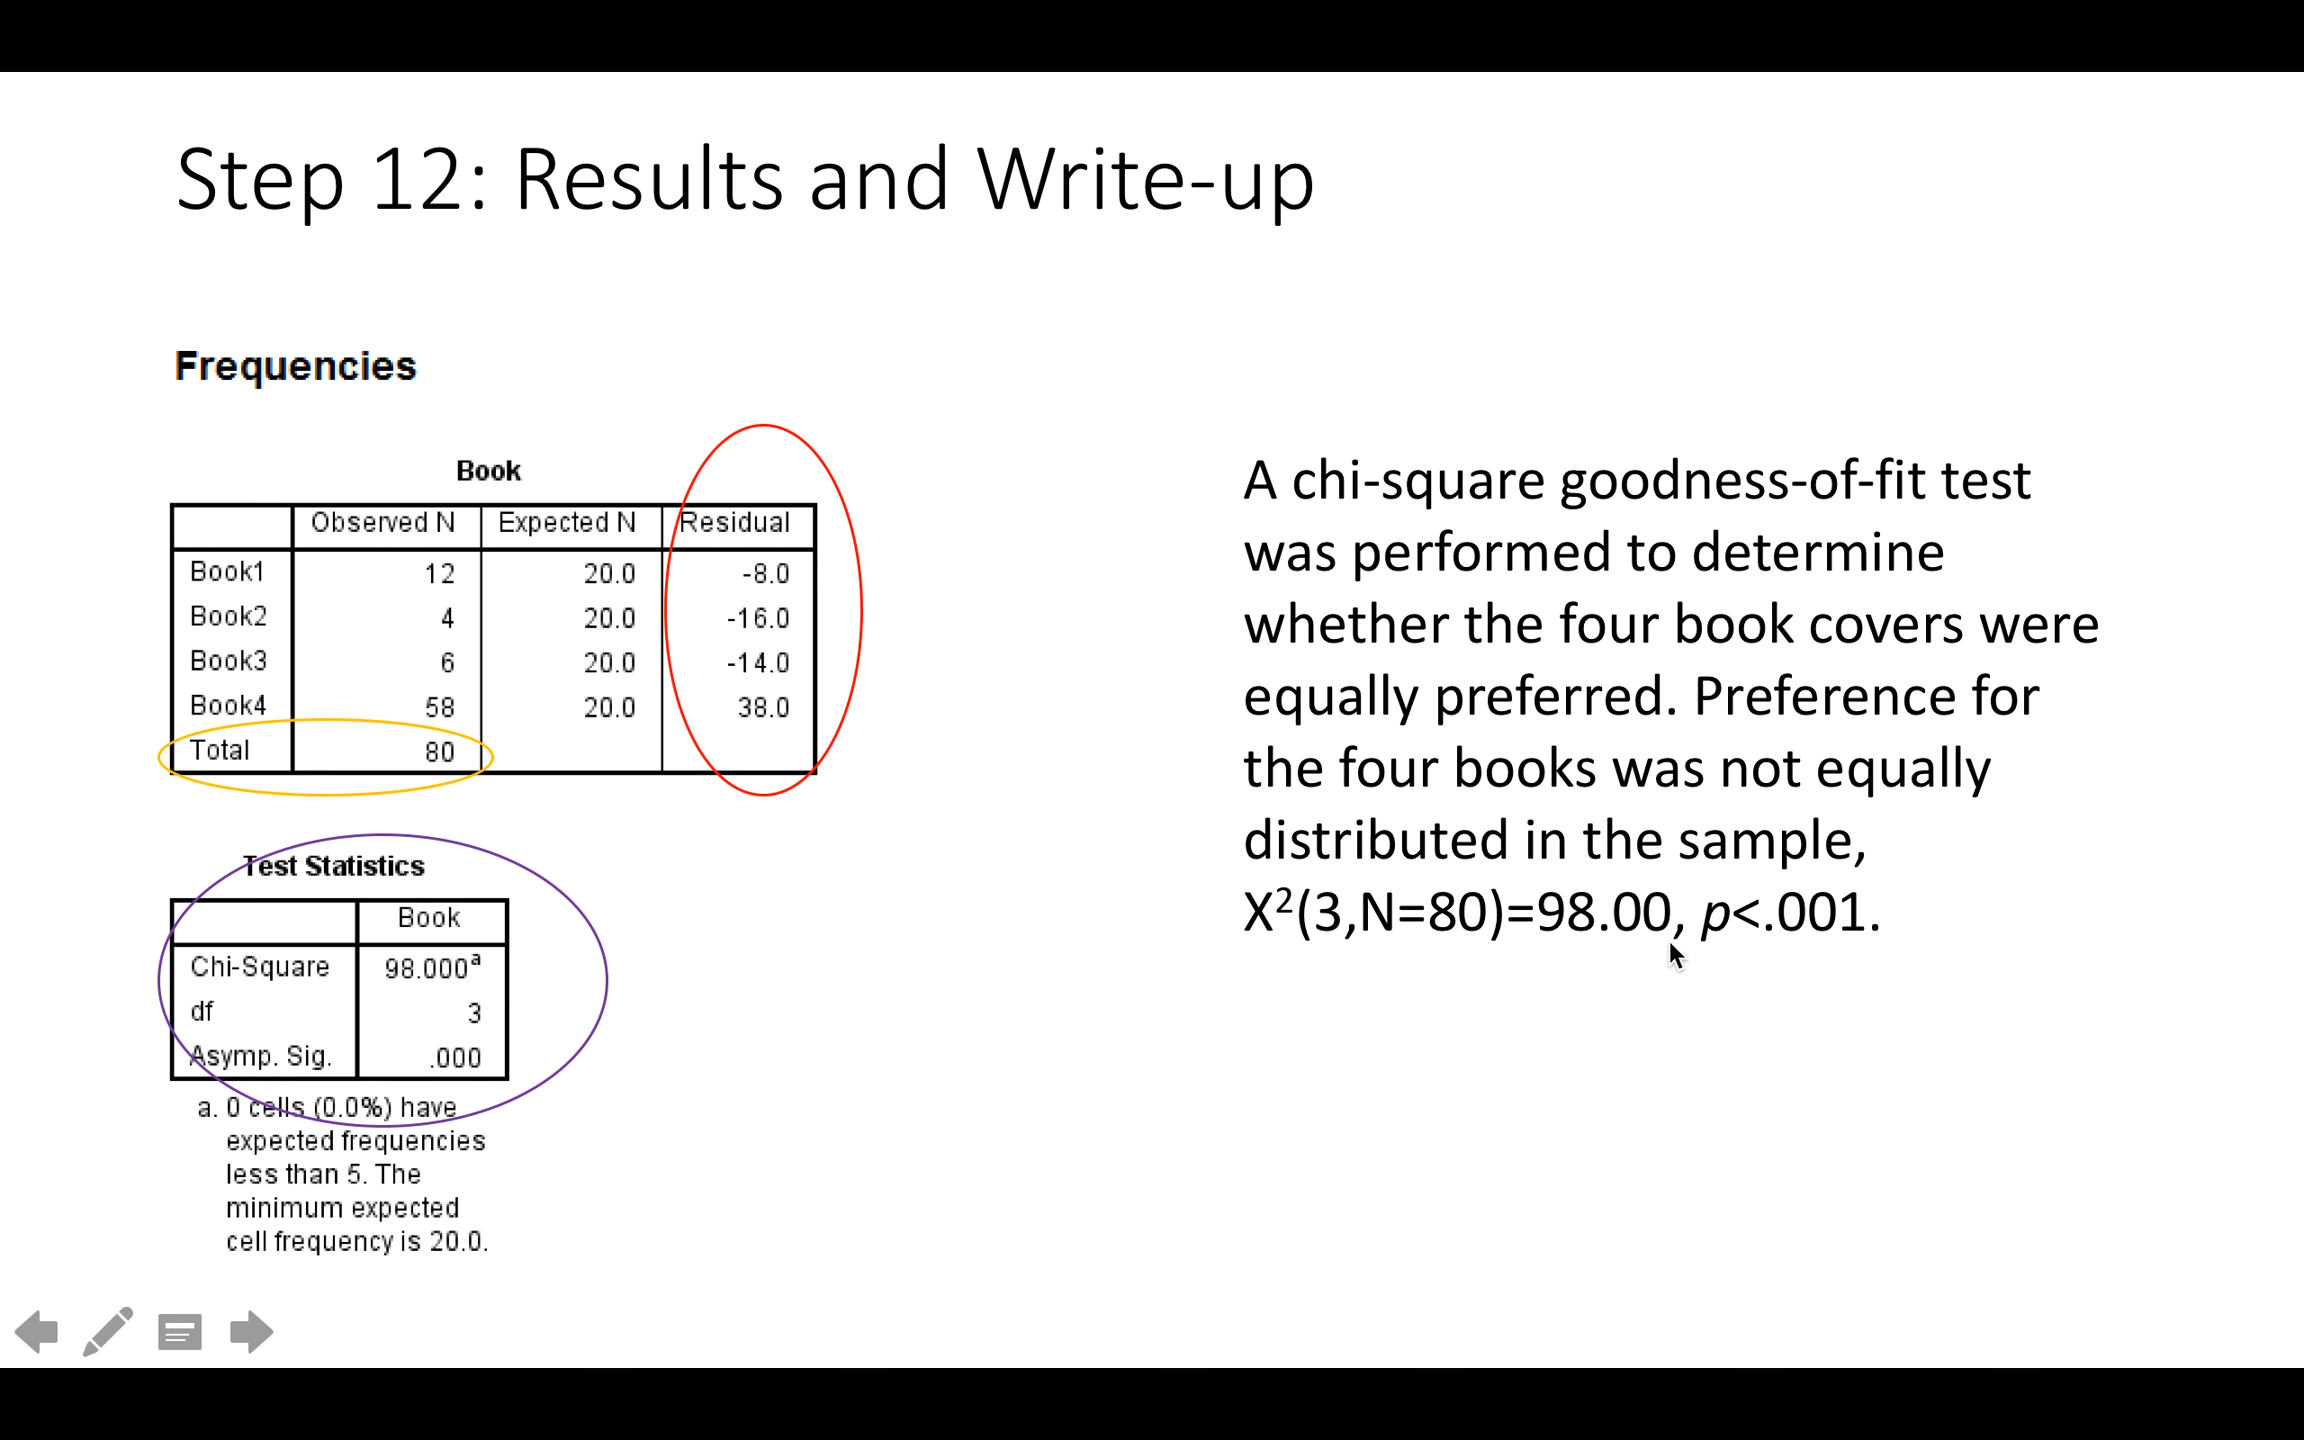 Step 12: Results and Write-up
Frequencies
Book
Observed N Expected N Residual
Book1 12 20.0 -8.0
Book2 4 20.0 -16.0
Book3 6 20.0 -14.0
Book4 58 20.0 38.0
Total 80
Test Statistics
Book
Chi-Square 98.000ᵃ
df 3
Asymp. Sig. .000
a. 0 cells (0.0%) have
expected frequencies
less than 5. The
minimum expected
cell frequency is 20.0.
A chi-square goodness-of-fit test
was performed to determine
whether the four book covers were
equally preferred. Preference for
the four books was not equally
distributed in the sample,
X²(3,N=80)=98.00, p<.001.